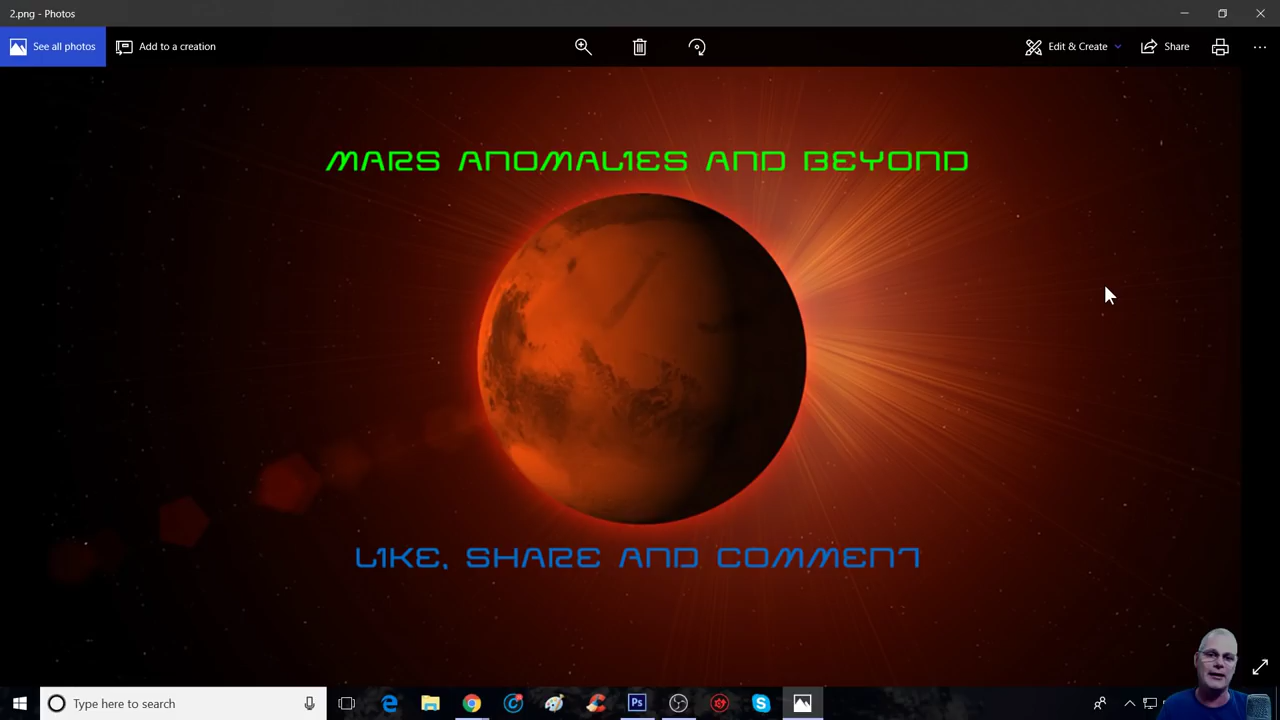 2.png - Photos
See all photos
Add to a creation
Edit & Create
Share
MARS ANOMALIES AND BEYOND
LIKE, SHARE AND COMMENT
Type here to search
Ps